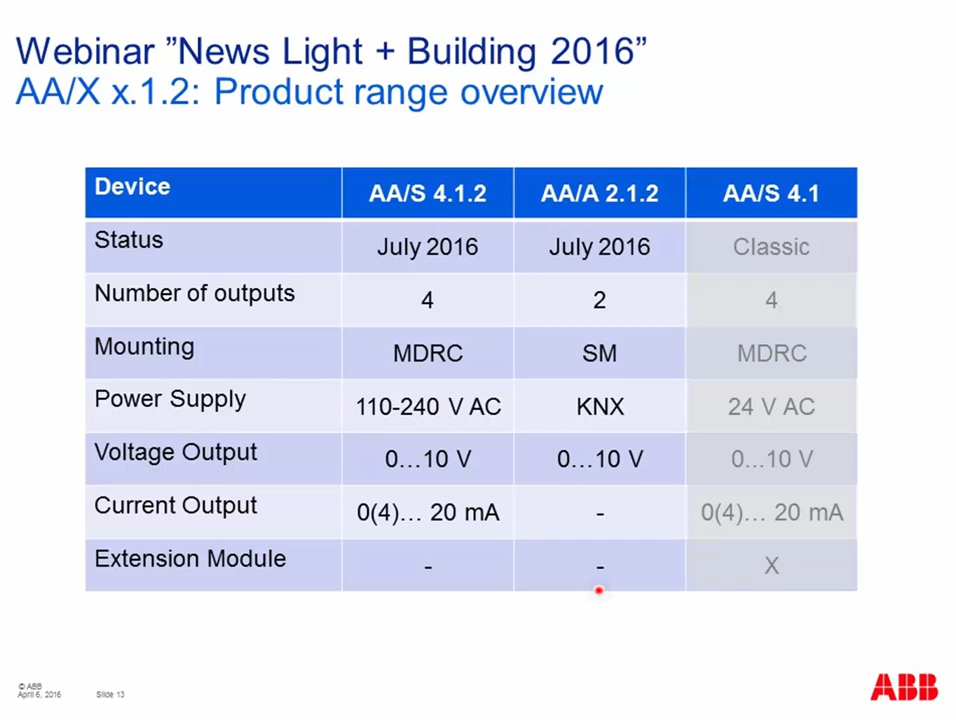 Webinar ”News Light + Building 2016”
AA/X x.1.2: Product range overview
Device AA/S 4.1.2 AA/A 2.1.2 AA/S 4.1
Status July 2016 July 2016 Classic
Number of outputs 4 2 4
Mounting MDRC SM MDRC
Power Supply 110-240 V AC KNX 24 V AC
Voltage Output 0…10 V 0…10 V 0...10 V
Current Output 0(4)… 20 mA - 0(4)… 20 mA
Extension Module - - X
© ABB
April 6, 2016 Slide 13
ABB